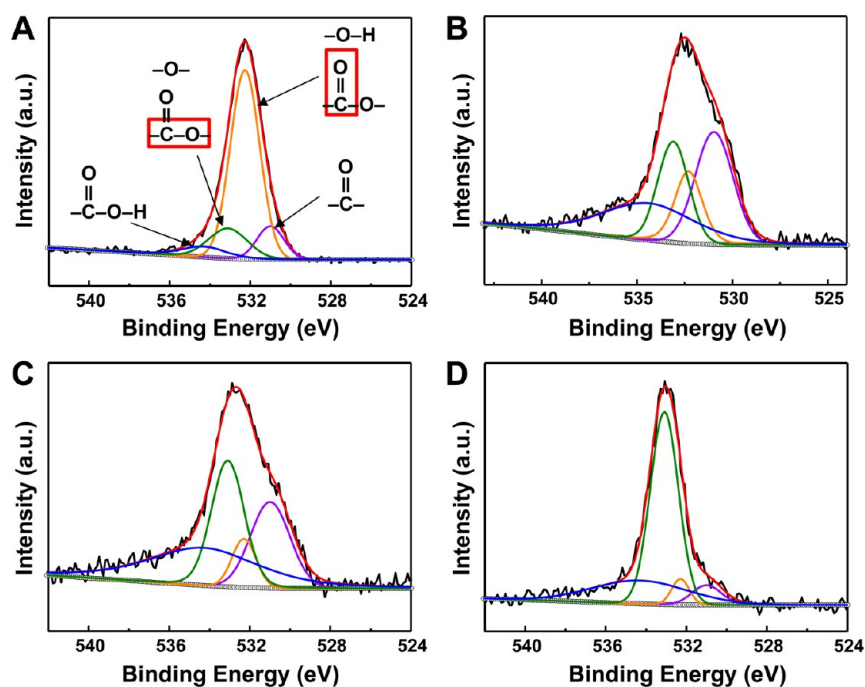 A
–O–H
–O–
O
–C–O–
O
–C–O–
O
–C–O–H
O
–C–
Intensity (a.u.)
540 536 532 528 524
Binding Energy (eV)
B
Intensity (a.u.)
540 535 530 525
Binding Energy (eV)
C
Intensity (a.u.)
540 536 532 528 524
Binding Energy (eV)
D
Intensity (a.u.)
540 536 532 528 524
Binding Energy (eV)